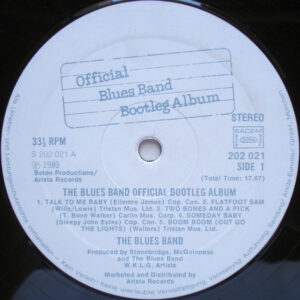 Official
Blues Band
Bootleg Album
33⅓ RPM
S 202 021 A
℗ 1980
Baton Productions/
Arista Records
STEREO
SACEM
202 021
SIDE 1
(Total Time: 17.07)
THE BLUES BAND OFFICIAL BOOTLEG ALBUM
1. TALK TO ME BABY (Ellmore James) Cop. Con. 2. FLATFOOT SAM
(Willis/Lewis) Tristan Mus. Ltd. 3. TWO BONES AND A PICK
(T. Bone Walker) Carlin Mus. Corp. 4. SOMEDAY BABY
(Sleepy John Estes) Cop. Con. 5. BOOM BOOM (OUT GO
THE LIGHTS) (Walters) Tristan Mus. Ltd.
THE BLUES BAND
Produced by Stonebridge, McGuinness
and The Blues Band
W.K.L.G. Artists
Marketed and Distributed by
Arista Records